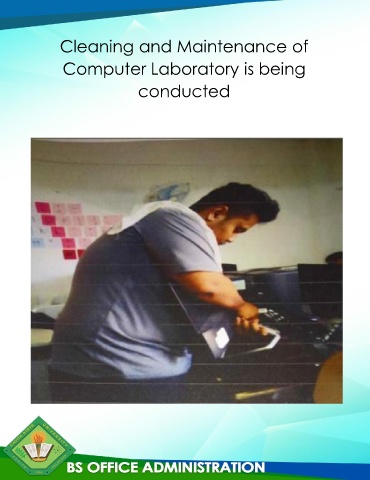 Cleaning and Maintenance of
Computer Laboratory is being
conducted
BS OFFICE ADMINISTRATION